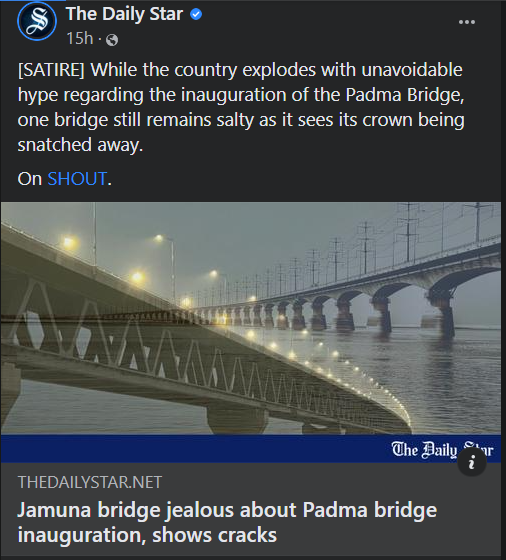 The Daily Star
15h ·
[SATIRE] While the country explodes with unavoidable
hype regarding the inauguration of the Padma Bridge,
one bridge still remains salty as it sees its crown being
snatched away.
On SHOUT.
The Daily Star
THEDAILYSTAR.NET
Jamuna bridge jealous about Padma bridge
inauguration, shows cracks